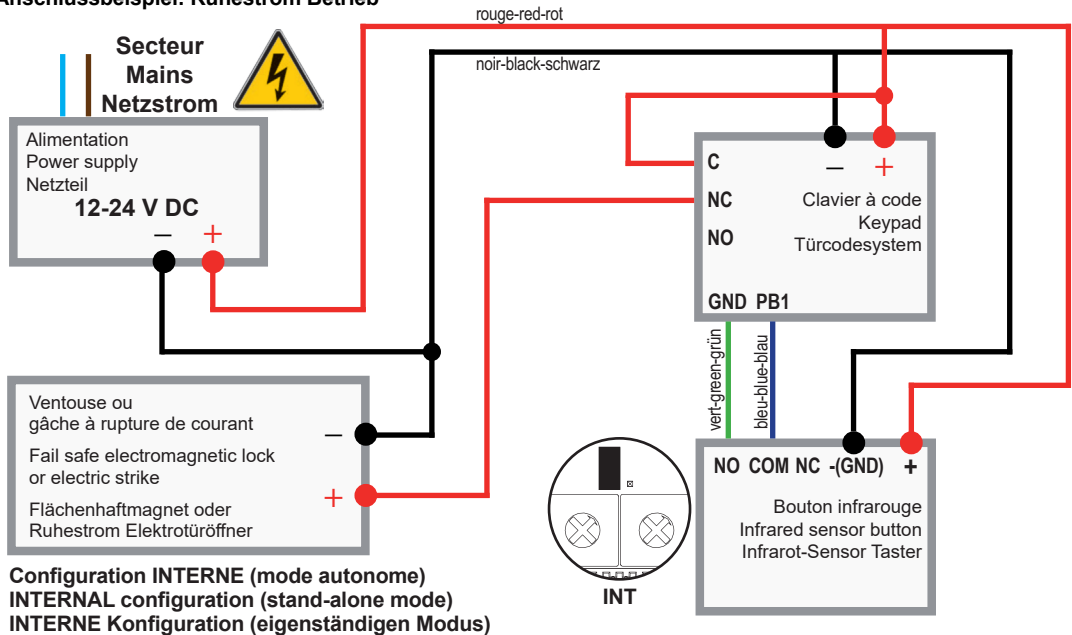 Anschlussbeispiel: Ruhestrom Betrieb
rouge-red-rot
noir-black-schwarz
Secteur
Mains
Netzstrom
Alimentation
Power supply
Netzteil
12-24 V DC
– +
C
NC
NO
– +
Clavier à code
Keypad
Türcodesystem
GND PB1
vert-green-grün
bleu-blue-blau
Ventouse ou
gâche à rupture de courant
Fail safe electromagnetic lock
or electric strike
Flächenhaftmagnet oder
Ruhestrom Elektrotüröffner
–
+
NO COM NC -(GND) +
Bouton infrarouge
Infrared sensor button
Infrarot-Sensor Taster
INT
Configuration INTERNE (mode autonome)
INTERNAL configuration (stand-alone mode)
INTERNE Konfiguration (eigenständigen Modus)